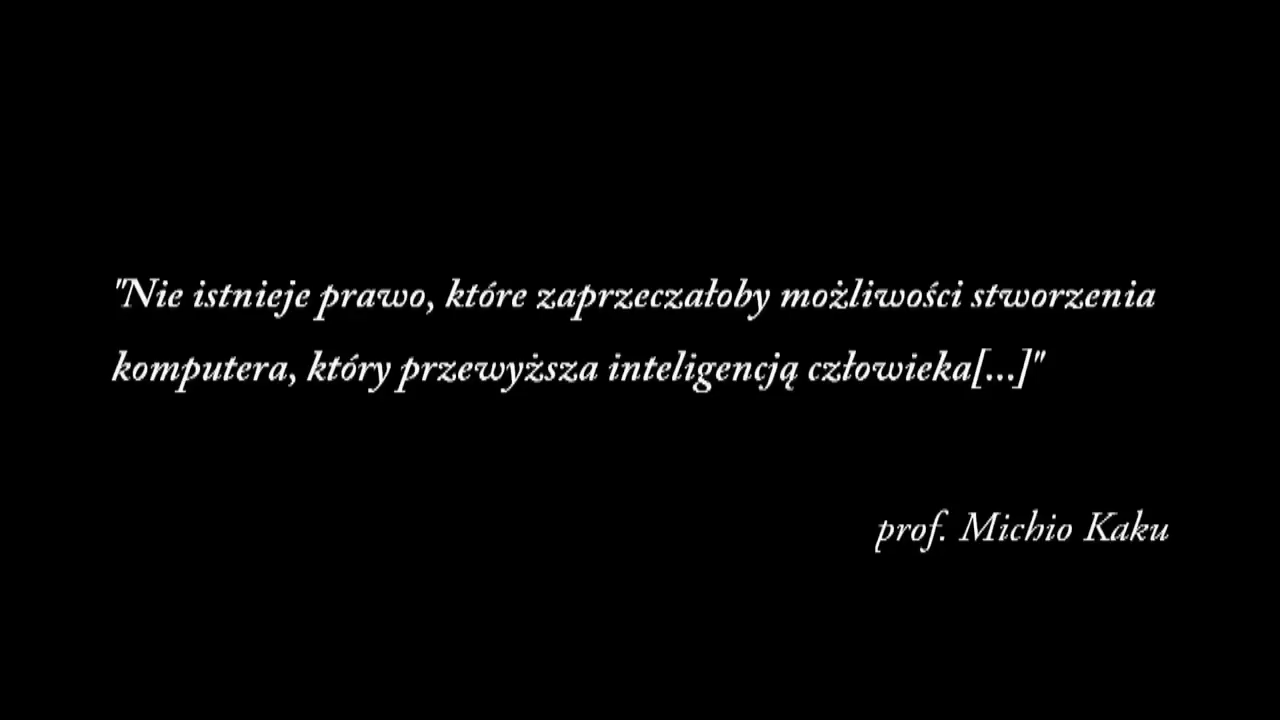 "Nie istnieje prawo, które zaprzeczałoby możliwości stworzenia
komputera, który przewyższa inteligencją człowieka[...]"
prof. Michio Kaku